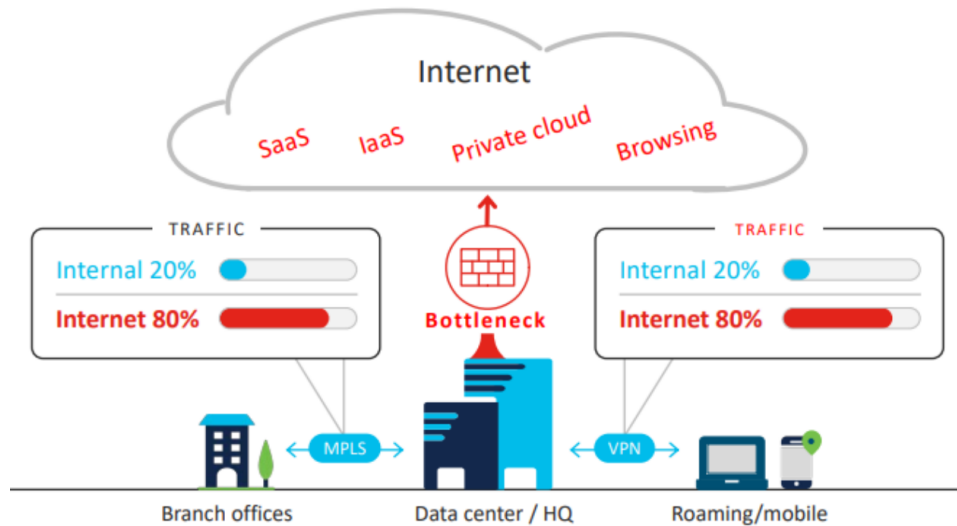 Internet
SaaS IaaS Private cloud Browsing
TRAFFIC
Internal 20%
Internet 80%
Bottleneck
TRAFFIC
Internal 20%
Internet 80%
MPLS
VPN
Branch offices
Data center / HQ
Roaming/mobile